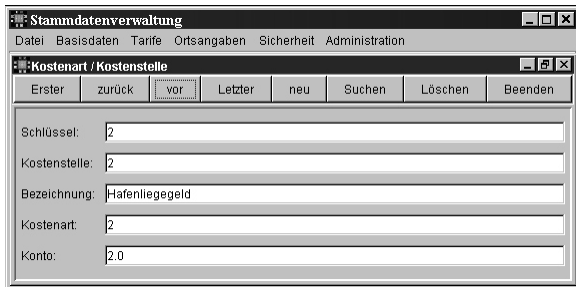 Stammdatenverwaltung
Datei Basisdaten Tarife Ortsangaben Sicherheit Administration
Kostenart / Kostenstelle
Erster zurück vor Letzter neu Suchen Löschen Beenden
Schlüssel: 2
Kostenstelle: 2
Bezeichnung: Hafenliegegeld
Kostenart: 2
Konto: 2.0